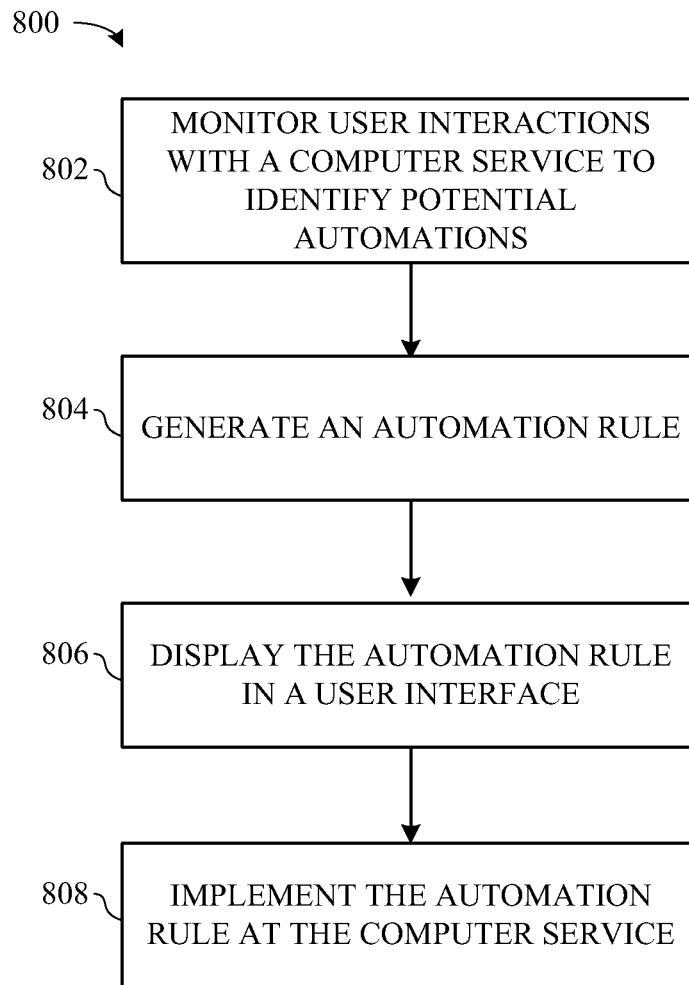 800
802
MONITOR USER INTERACTIONS
WITH A COMPUTER SERVICE TO
IDENTIFY POTENTIAL
AUTOMATIONS
804
GENERATE AN AUTOMATION RULE
806
DISPLAY THE AUTOMATION RULE
IN A USER INTERFACE
808
IMPLEMENT THE AUTOMATION
RULE AT THE COMPUTER SERVICE